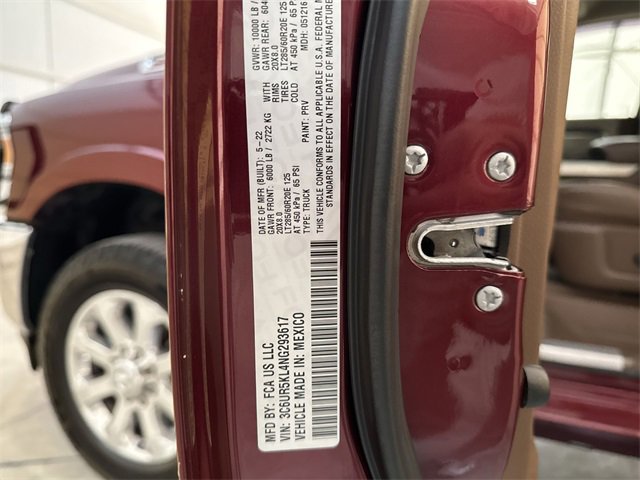 MFD BY: FCA US LLC
DATE OF MFR (BUILT): 5-22
GVWR: 10000 LB /
GAWR FRONT: 6000 LB / 2722 KG
WITH
GAWR REAR: 604
20X8.0
RIMS
20X8.0
LT285/60R20E 125
TIRES
LT285/60R20E 125
AT 450 kPa / 65 PSI
COLD
AT 450 kPa / 65 PSI
TYPE: TRUCK
PAINT: PRV
MDH: 051216
THIS VEHICLE CONFORMS TO ALL APPLICABLE U.S.A. FEDERAL M
STANDARDS IN EFFECT ON THE DATE OF MANUFACTURE
VIN: 3C6UR5KL4NG293617
VEHICLE MADE IN: MEXICO